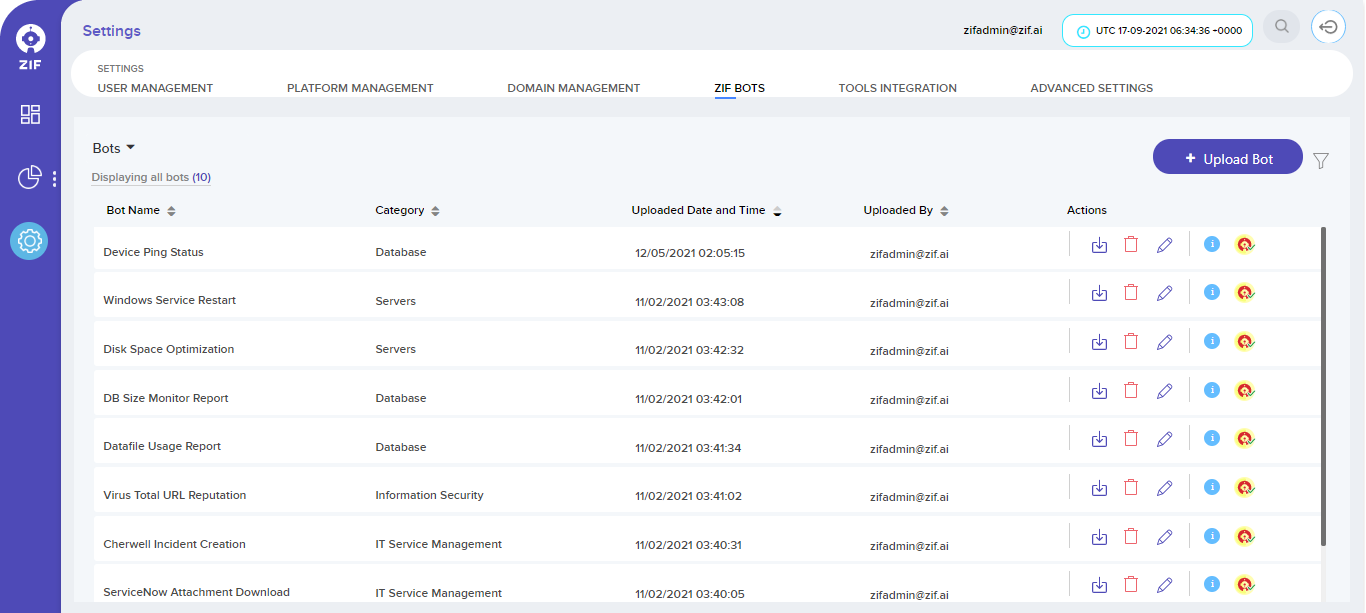 Settings
zifadmin@zif.ai
UTC 17-09-2021 06:34:36 +0000
ZIF
SETTINGS
USER MANAGEMENT PLATFORM MANAGEMENT DOMAIN MANAGEMENT ZIF BOTS TOOLS INTEGRATION ADVANCED SETTINGS
Bots
+ Upload Bot
Displaying all bots (10)
Bot Name Category Uploaded Date and Time Uploaded By Actions
Device Ping Status Database 12/05/2021 02:05:15 zifadmin@zif.ai
Windows Service Restart Servers 11/02/2021 03:43:08 zifadmin@zif.ai
Disk Space Optimization Servers 11/02/2021 03:42:32 zifadmin@zif.ai
DB Size Monitor Report Database 11/02/2021 03:42:01 zifadmin@zif.ai
Datafile Usage Report Database 11/02/2021 03:41:34 zifadmin@zif.ai
Virus Total URL Reputation Information Security 11/02/2021 03:41:02 zifadmin@zif.ai
Cherwell Incident Creation IT Service Management 11/02/2021 03:40:31 zifadmin@zif.ai
ServiceNow Attachment Download IT Service Management 11/02/2021 03:40:05 zifadmin@zif.ai